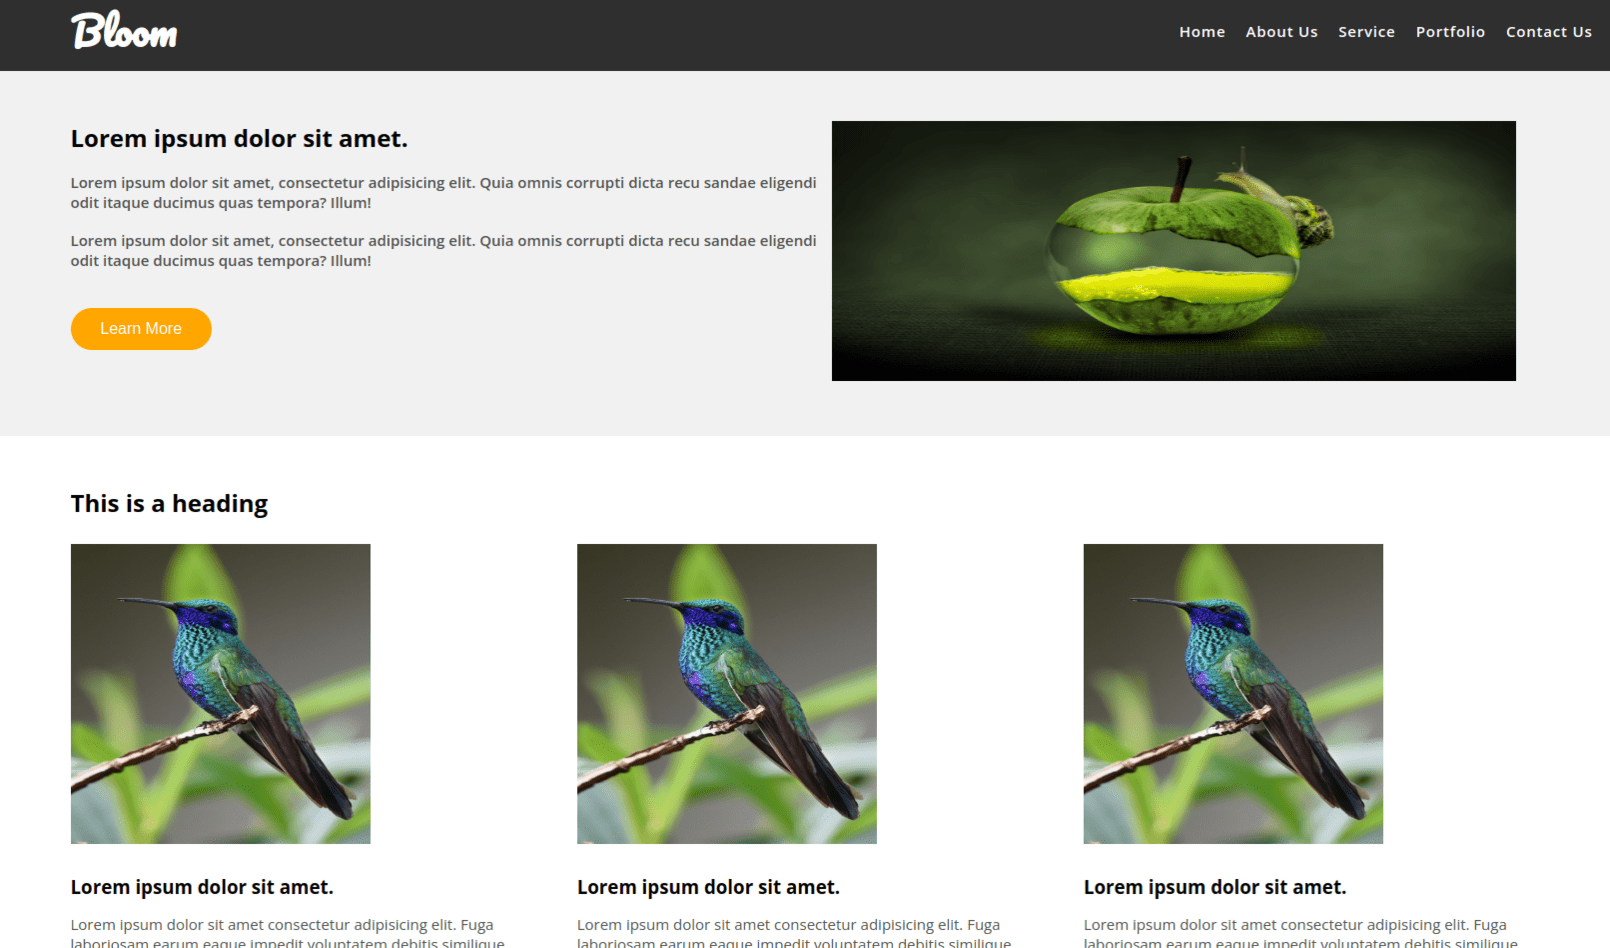 Bloom
Home About Us Service Portfolio Contact Us
Lorem ipsum dolor sit amet.
Lorem ipsum dolor sit amet, consectetur adipisicing elit. Quia omnis corrupti dicta recu sandae eligendi
odit itaque ducimus quas tempora? Illum!
Lorem ipsum dolor sit amet, consectetur adipisicing elit. Quia omnis corrupti dicta recu sandae eligendi
odit itaque ducimus quas tempora? Illum!
Learn More
This is a heading
Lorem ipsum dolor sit amet.
Lorem ipsum dolor sit amet consectetur adipisicing elit. Fuga
laboriosam earum eaque impedit voluptatem debitis similique
Lorem ipsum dolor sit amet.
Lorem ipsum dolor sit amet consectetur adipisicing elit. Fuga
laboriosam earum eaque impedit voluptatem debitis similique
Lorem ipsum dolor sit amet.
Lorem ipsum dolor sit amet consectetur adipisicing elit. Fuga
laboriosam earum eaque impedit voluptatem debitis similique